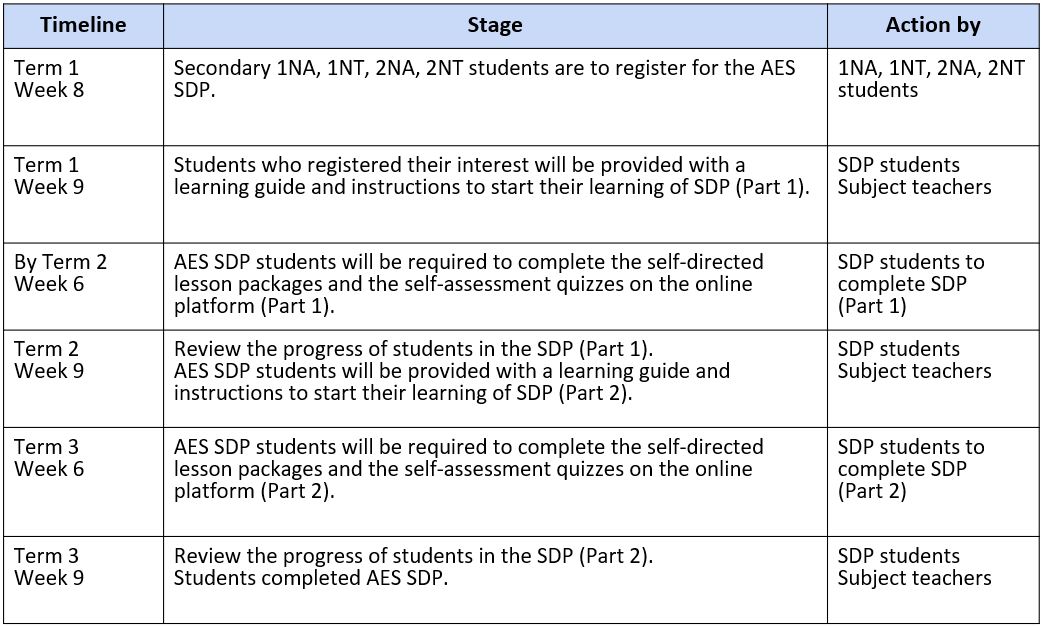 Timeline
Stage
Action by
Term 1
Week 8
Secondary 1NA, 1NT, 2NA, 2NT students are to register for the AES
SDP.
1NA, 1NT, 2NA, 2NT
students
Term 1
Week 9
Students who registered their interest will be provided with a
learning guide and instructions to start their learning of SDP (Part 1).
SDP students
Subject teachers
By Term 2
Week 6
AES SDP students will be required to complete the self-directed
lesson packages and the self-assessment quizzes on the online
platform (Part 1).
SDP students to
complete SDP
(Part 1)
Term 2
Week 9
Review the progress of students in the SDP (Part 1).
AES SDP students will be provided with a learning guide and
instructions to start their learning of SDP (Part 2).
SDP students
Subject teachers
Term 3
Week 6
AES SDP students will be required to complete the self-directed
lesson packages and the self-assessment quizzes on the online
platform (Part 2).
SDP students to
complete SDP
(Part 2)
Term 3
Week 9
Review the progress of students in the SDP (Part 2).
Students completed AES SDP.
SDP students
Subject teachers